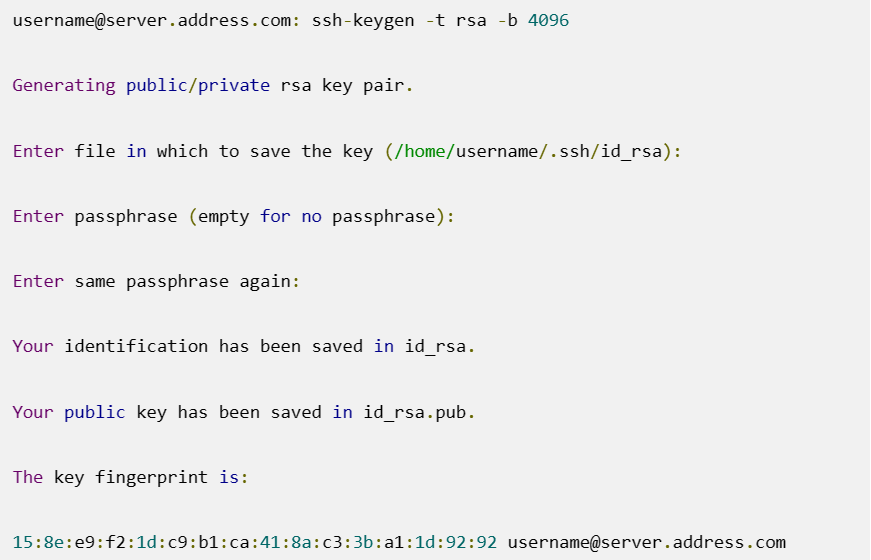 username@server.address.com: ssh-keygen -t rsa -b 4096
Generating public/private rsa key pair.
Enter file in which to save the key (/home/username/.ssh/id_rsa):
Enter passphrase (empty for no passphrase):
Enter same passphrase again:
Your identification has been saved in id_rsa.
Your public key has been saved in id_rsa.pub.
The key fingerprint is:
15:8e:e9:f2:1d:c9:b1:ca:41:8a:c3:3b:a1:1d:92:92 username@server.address.com